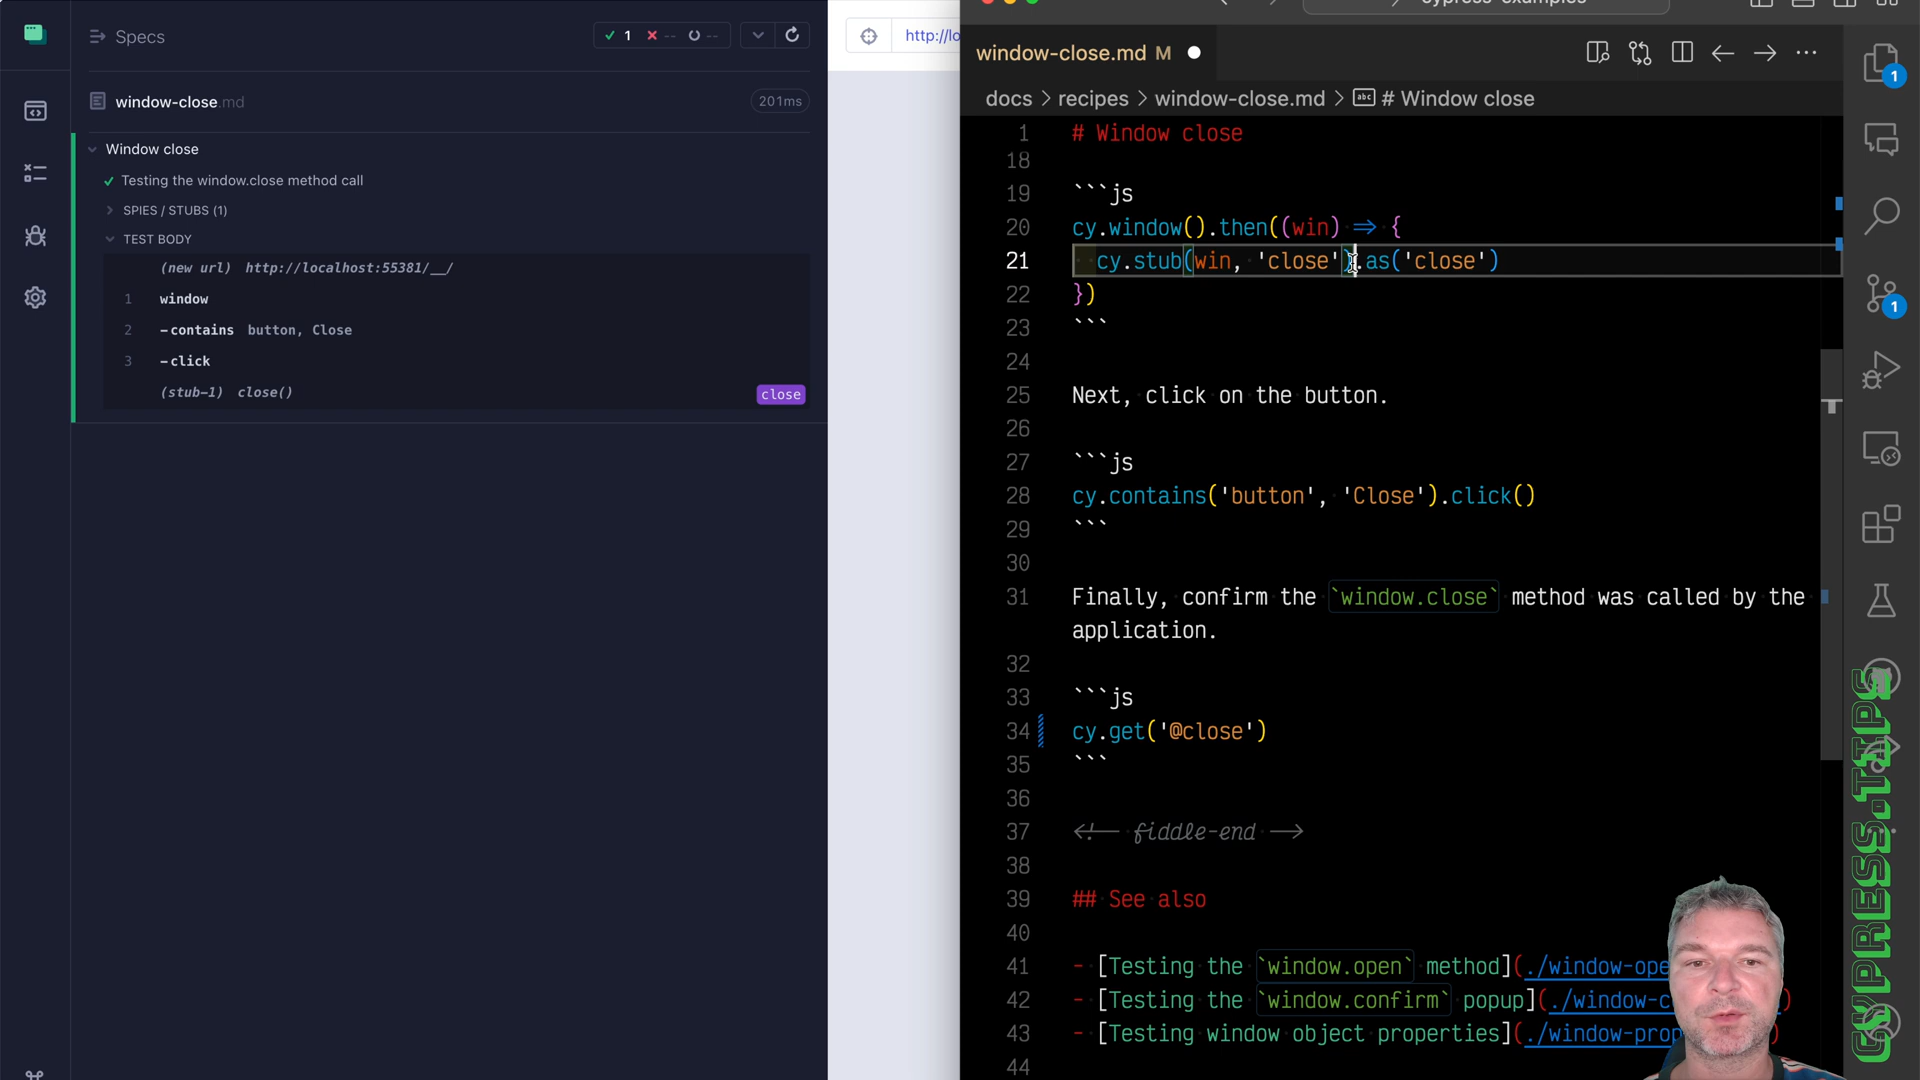 Specs
1
--
--
window-close.md
201ms
Window close
Testing the window.close method call
SPIES / STUBS (1)
TEST BODY
(new url) http://localhost:55381/__/
1 window
2 -contains button, Close
3 -click
(stub-1) close()
close
http://lo
cypress-examples
window-close.md M
docs > recipes > window-close.md > # Window close
1 # Window close
18
19 ```js
20 cy.window().then((win) => {
21 cy.stub(win, 'close').as('close')
22 })
23 ```
24
25 Next, click on the button.
26
27 ```js
28 cy.contains('button', 'Close').click()
29 ```
30
31 Finally, confirm the `window.close` method was called by the
application.
32
33 ```js
34 cy.get('@close')
35 ```
36
37 <!-- fiddle-end -->
38
39 ## See also
40
41 - [Testing the `window.open` method](./window-ope
42 - [Testing the `window.confirm` popup](./window-c
43 - [Testing window object properties](./window-prop
44
1
1
CYPRESS.TIPS